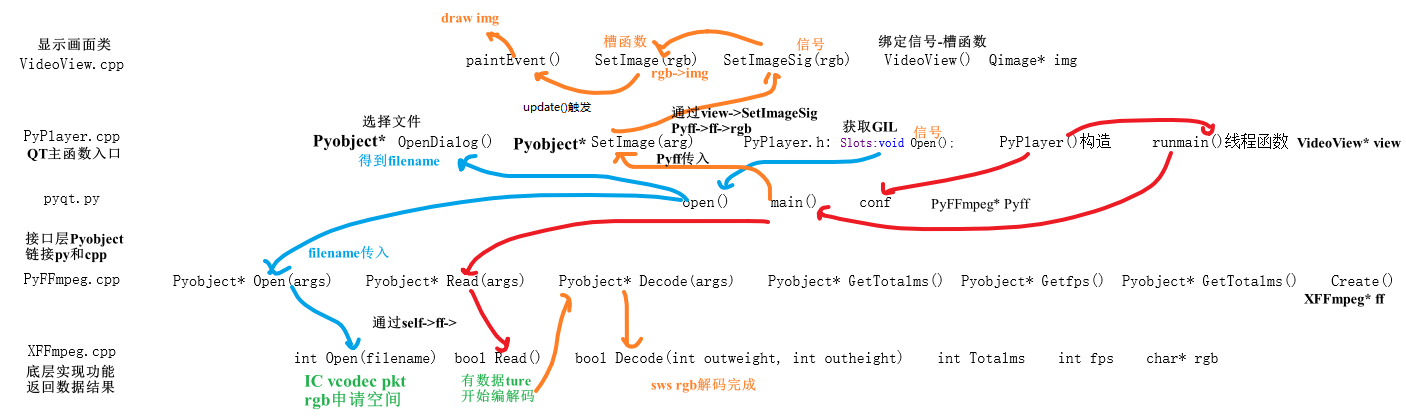 draw img
显示画面类
VideoView.cpp
槽函数
信号
绑定信号-槽函数
paintEvent()
SetImage(rgb)
SetImageSig(rgb)
VideoView()
Qimage* img
rgb->img
update()触发
选择文件
通过view->SetImageSig
Pyff->ff->rgb
获取GIL
信号
PyPlayer.cpp
QT主函数入口
Pyobject* OpenDialog()
Pyobject* SetImage(arg)
PyPlayer.h: Slots:void Open();
PyPlayer()构造
runmain()线程函数
VideoView* view
得到filename
Pyff传入
pyqt.py
open()
main()
conf
PyFFmpeg* Pyff
接口层Pyobject
链接py和cpp
filename传入
PyFFmpeg.cpp
Pyobject* Open(args)
Pyobject* Read(args)
Pyobject* Decode(args)
Pyobject* GetTotalms()
Pyobject* Getfps()
Pyobject* GetTotalms()
Create()
XFFmpeg* ff
通过self->ff->
XFFmpeg.cpp
底层实现功能
返回数据结果
int Open(filename)
bool Read()
bool Decode(int outweight, int outheight)
int Totalms
int fps
char* rgb
IC vcodec pkt
rgb申请空间
有数据ture
开始编解码
sws rgb解码完成